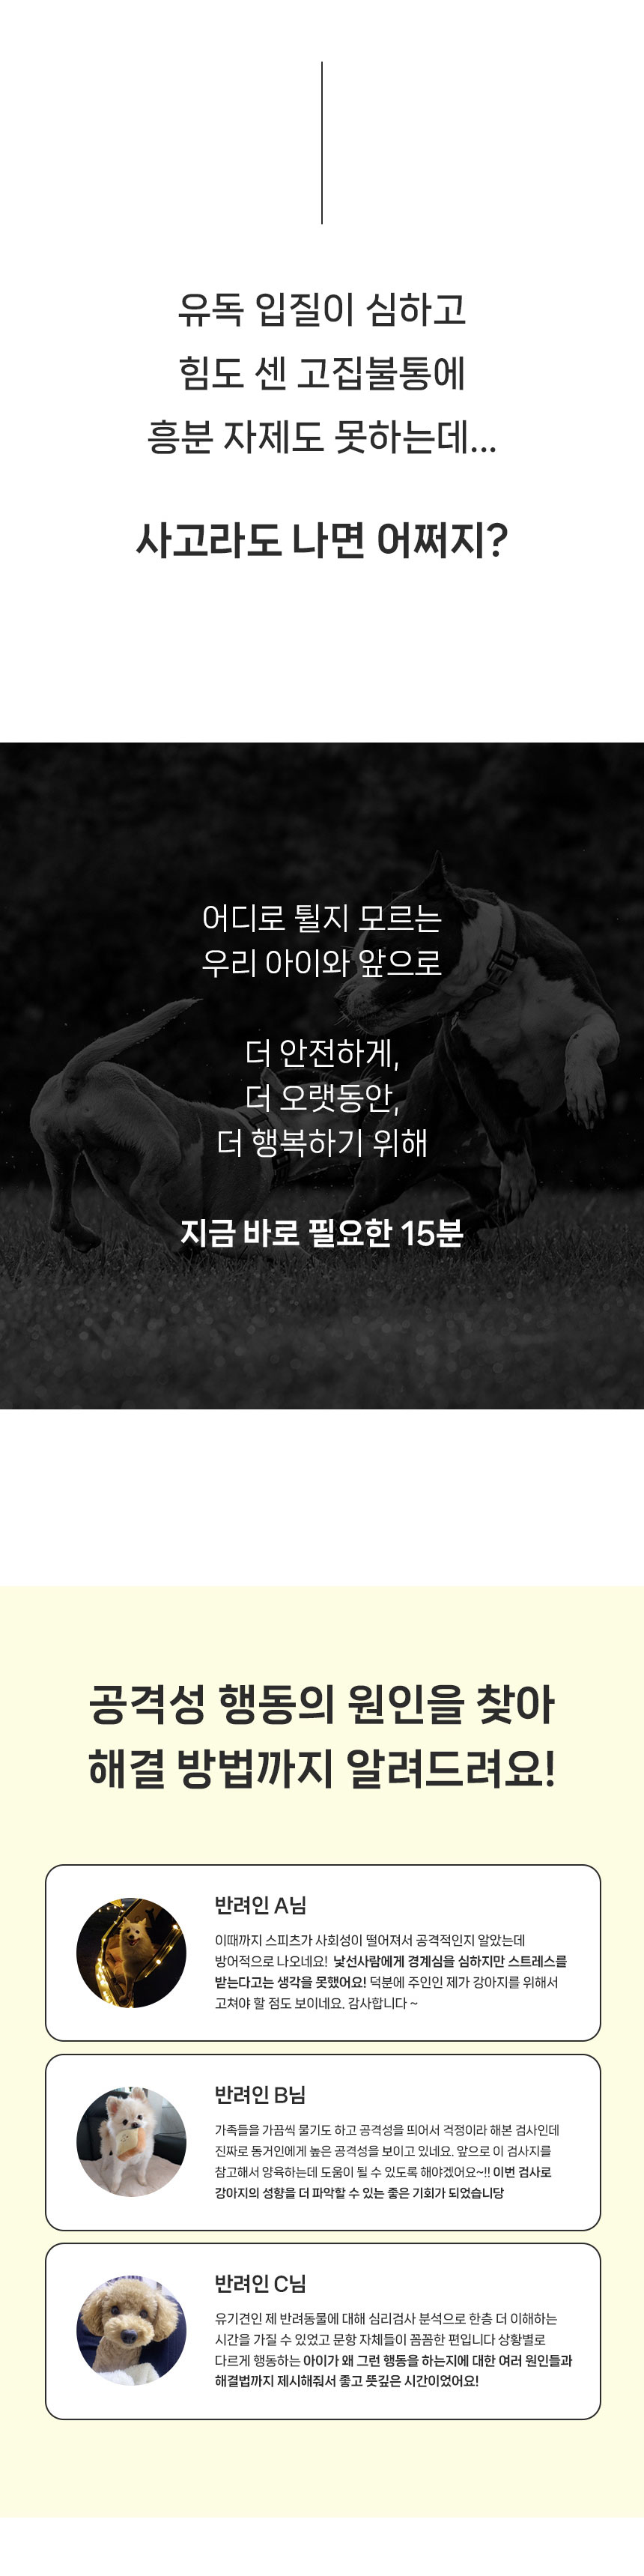 유독 입질이 심하고
힘도 센 고집불통에
흥분 자제도 못하는데...
사고라도 나면 어쩌지?
어디로 튈지 모르는
우리 아이와 앞으로
더 안전하게,
더 오랫동안,
더 행복하기 위해
지금 바로 필요한 15분
공격성 행동의 원인을 찾아
해결 방법까지 알려드려요!
반려인 A님
이때까지 스피츠가 사회성이 떨어져서 공격적인지 알았는데
방어적으로 나오네요! 낯선사람에게 경계심을 심하지만 스트레스를
받는다고는 생각을 못했어요! 덕분에 주인인 제가 강아지를 위해서
고쳐야 할 점도 보이네요. 감사합니다 ~
반려인 B님
가족들을 가끔씩 물기도 하고 공격성을 띄어서 걱정이라 해본 검사인데
진짜로 동거인에게 높은 공격성을 보이고 있네요. 앞으로 이 검사지를
참고해서 양육하는데 도움이 될 수 있도록 해야겠어요~!! 이번 검사로
강아지의 성향을 더 파악할 수 있는 좋은 기회가 되었습니당
반려인 C님
유기견인 제 반려동물에 대해 심리검사 분석으로 한층 더 이해하는
시간을 가질 수 있었고 문항 자체들이 꼼꼼한 편입니다 상황별로
다르게 행동하는 아이가 왜 그런 행동을 하는지에 대한 여러 원인들과
해결법까지 제시해줘서 좋고 뜻깊은 시간이었어요!